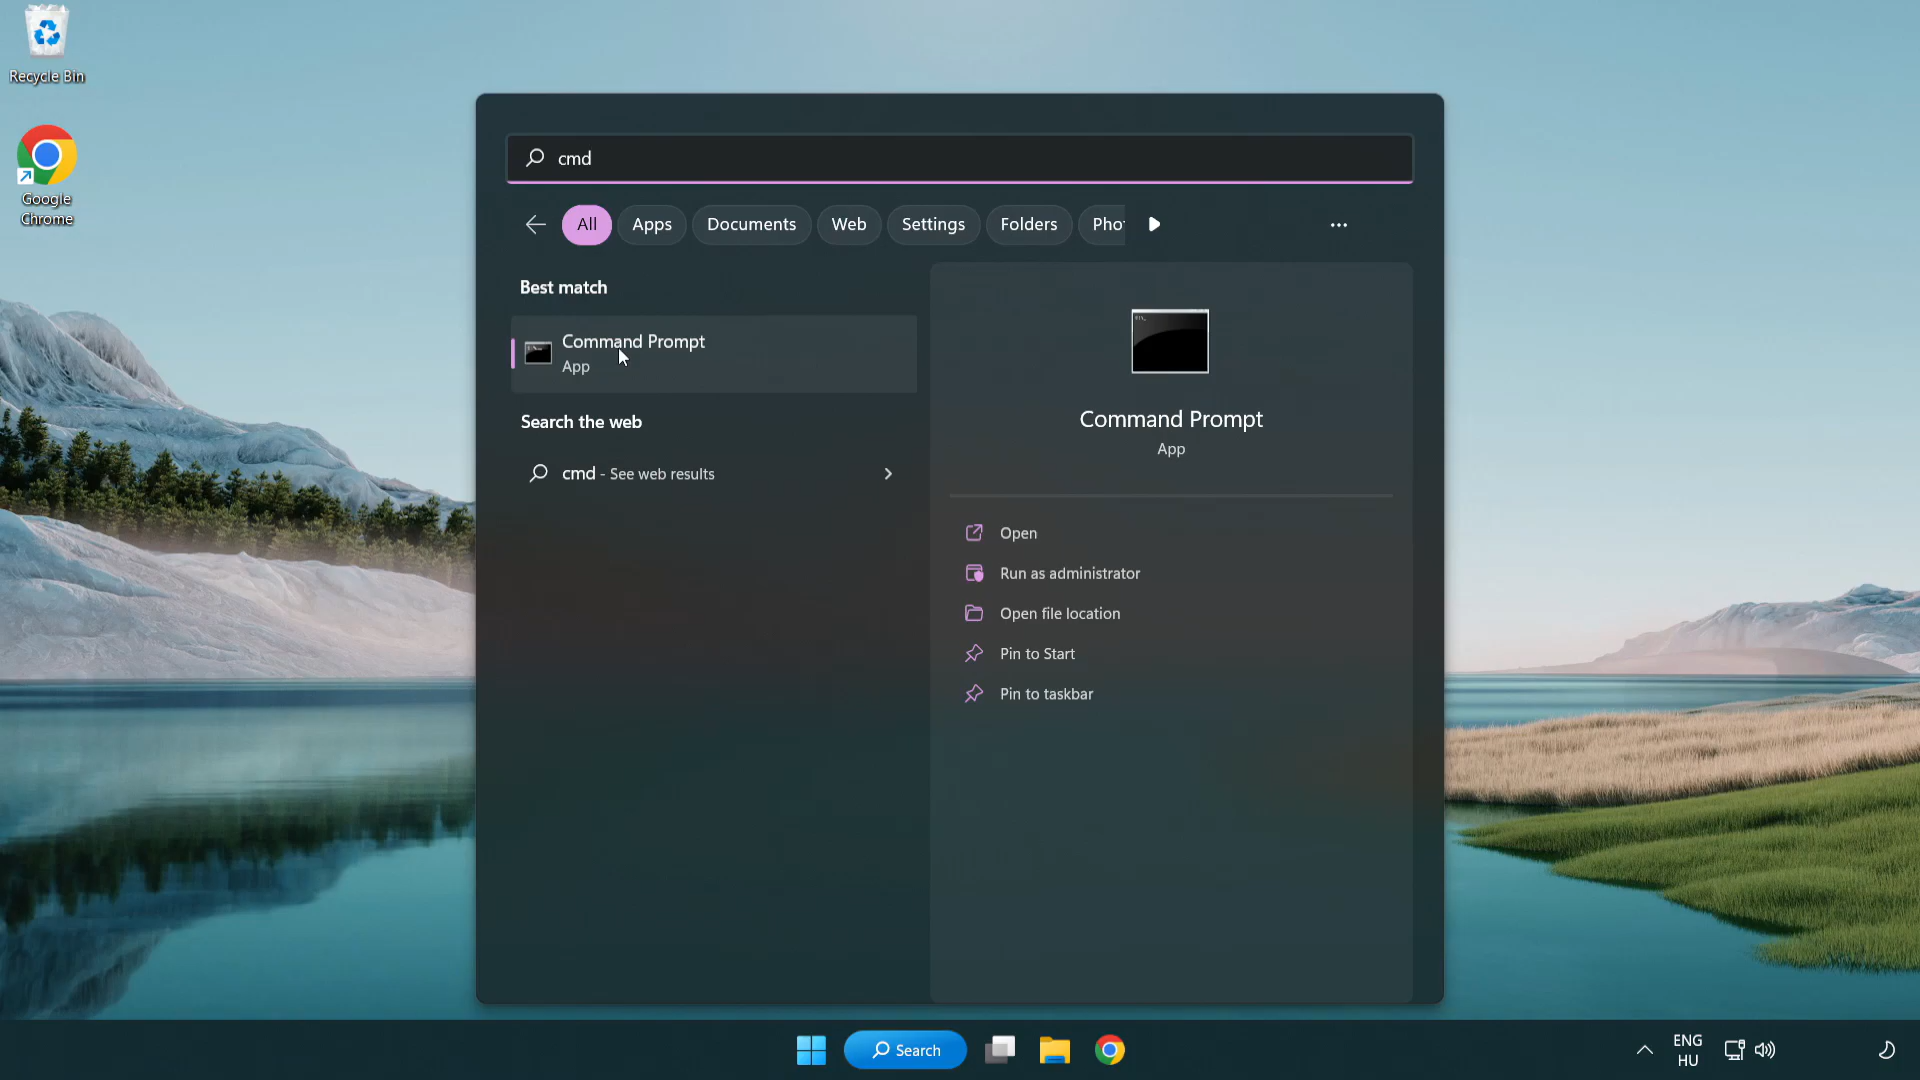 Recycle Bin
Google
Chrome
cmd
All
Apps
Documents
Web
Settings
Folders
Pho
Best match
Command Prompt
App
Search the web
cmd - See web results
Command Prompt
App
Open
Run as administrator
Open file location
Pin to Start
Pin to taskbar
Search
ENG
HU